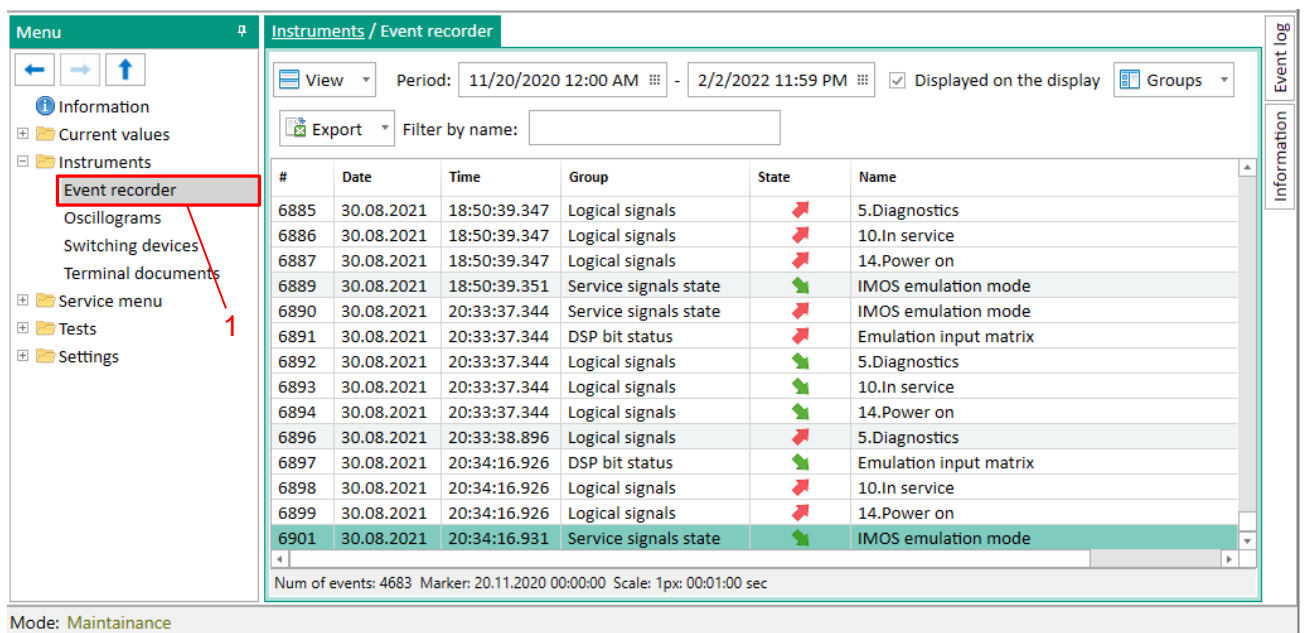 Menu
Information
Current values
Instruments
Event recorder
Oscillograms
Switching devices
Terminal documents
Service menu
Tests
Settings
1
Instruments / Event recorder
View Period: 11/20/2020 12:00 AM - 2/2/2022 11:59 PM Displayed on the display Groups
Export Filter by name:
# Date Time Group State Name
6885 30.08.2021 18:50:39.347 Logical signals 5.Diagnostics
6886 30.08.2021 18:50:39.347 Logical signals 10.In service
6887 30.08.2021 18:50:39.347 Logical signals 14.Power on
6889 30.08.2021 18:50:39.351 Service signals state IMOS emulation mode
6890 30.08.2021 20:33:37.344 Service signals state IMOS emulation mode
6891 30.08.2021 20:33:37.344 DSP bit status Emulation input matrix
6892 30.08.2021 20:33:37.344 Logical signals 5.Diagnostics
6893 30.08.2021 20:33:37.344 Logical signals 10.In service
6894 30.08.2021 20:33:37.344 Logical signals 14.Power on
6896 30.08.2021 20:33:38.896 Logical signals 5.Diagnostics
6897 30.08.2021 20:34:16.926 DSP bit status Emulation input matrix
6898 30.08.2021 20:34:16.926 Logical signals 10.In service
6899 30.08.2021 20:34:16.926 Logical signals 14.Power on
6901 30.08.2021 20:34:16.931 Service signals state IMOS emulation mode
Num of events: 4683 Marker: 20.11.2020 00:00:00 Scale: 1px: 00:01:00 sec
Event log
Information
Mode: Maintainance